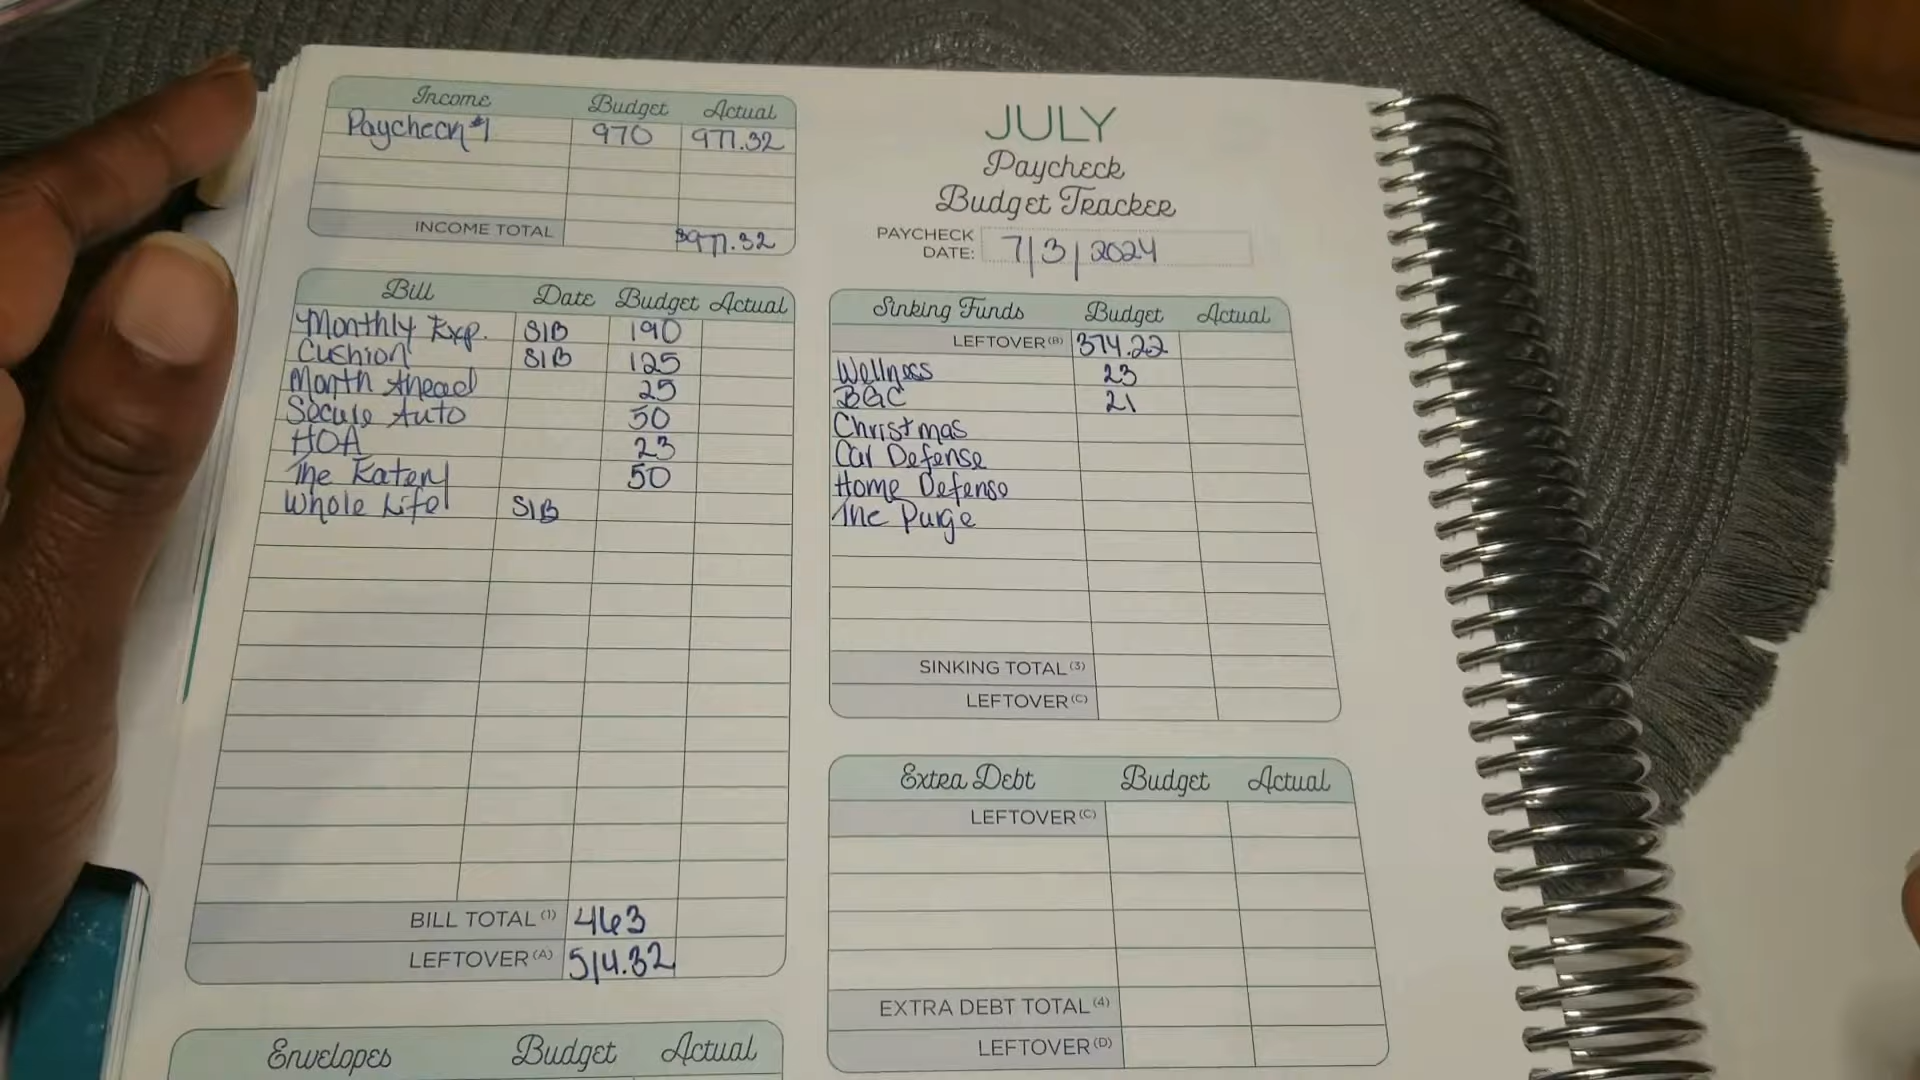 Income Budget Actual
Paycheck #1 970 977.32
INCOME TOTAL $977.32
Bill Date Budget Actual
Monthly Exp. SIB 190
Cushion SIB 125
Month Ahead 25
Secure Auto 50
HOA 23
The Eatery 50
Whole Life SIB
BILL TOTAL (1) 463
LEFTOVER (A) 514.32
Envelopes Budget Actual
JULY
Paycheck
Budget Tracker
PAYCHECK
DATE: 7/3/2024
Sinking Funds Budget Actual
LEFTOVER (B) 374.22
Wellness 23
BGC 21
Christmas
Car Defense
Home Defense
The Purge
SINKING TOTAL (3)
LEFTOVER (C)
Extra Debt Budget Actual
LEFTOVER (C)
EXTRA DEBT TOTAL (4)
LEFTOVER (D)